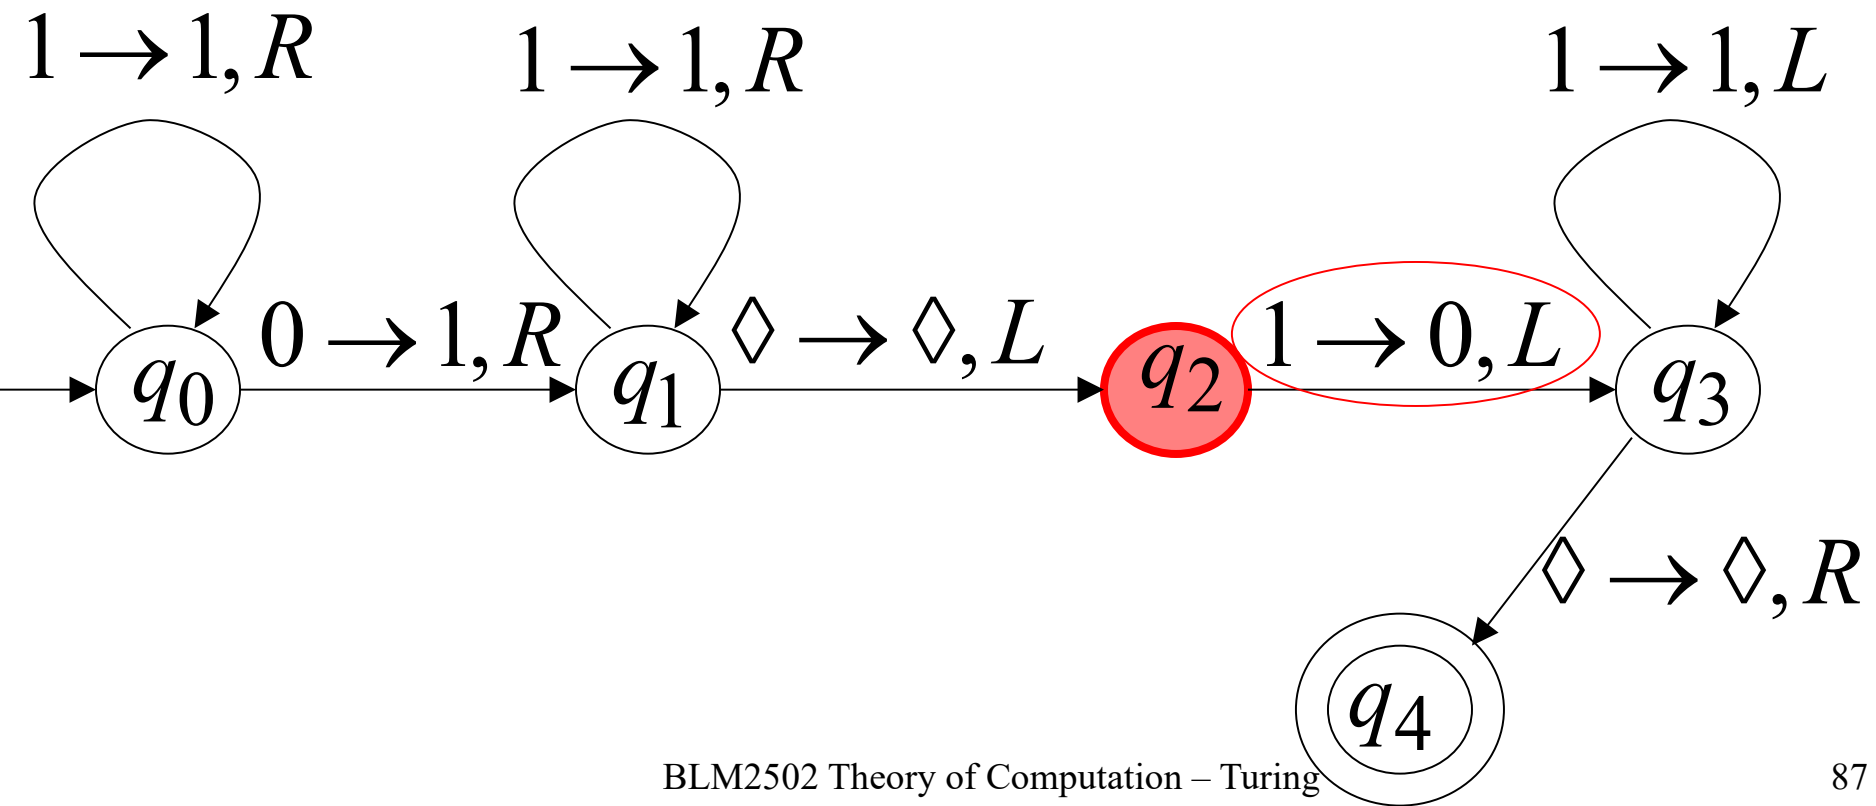 1 → 1, R
1 → 1, R
1 → 1, L
0 → 1, R
◊ → ◊, L
1 → 0, L
q0
q1
q2
q3
◊ → ◊, R
q4
BLM2502 Theory of Computation – Turing
87